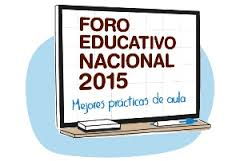 FORO
EDUCATIVO
NACIONAL
2015
Mejores prácticas de aula